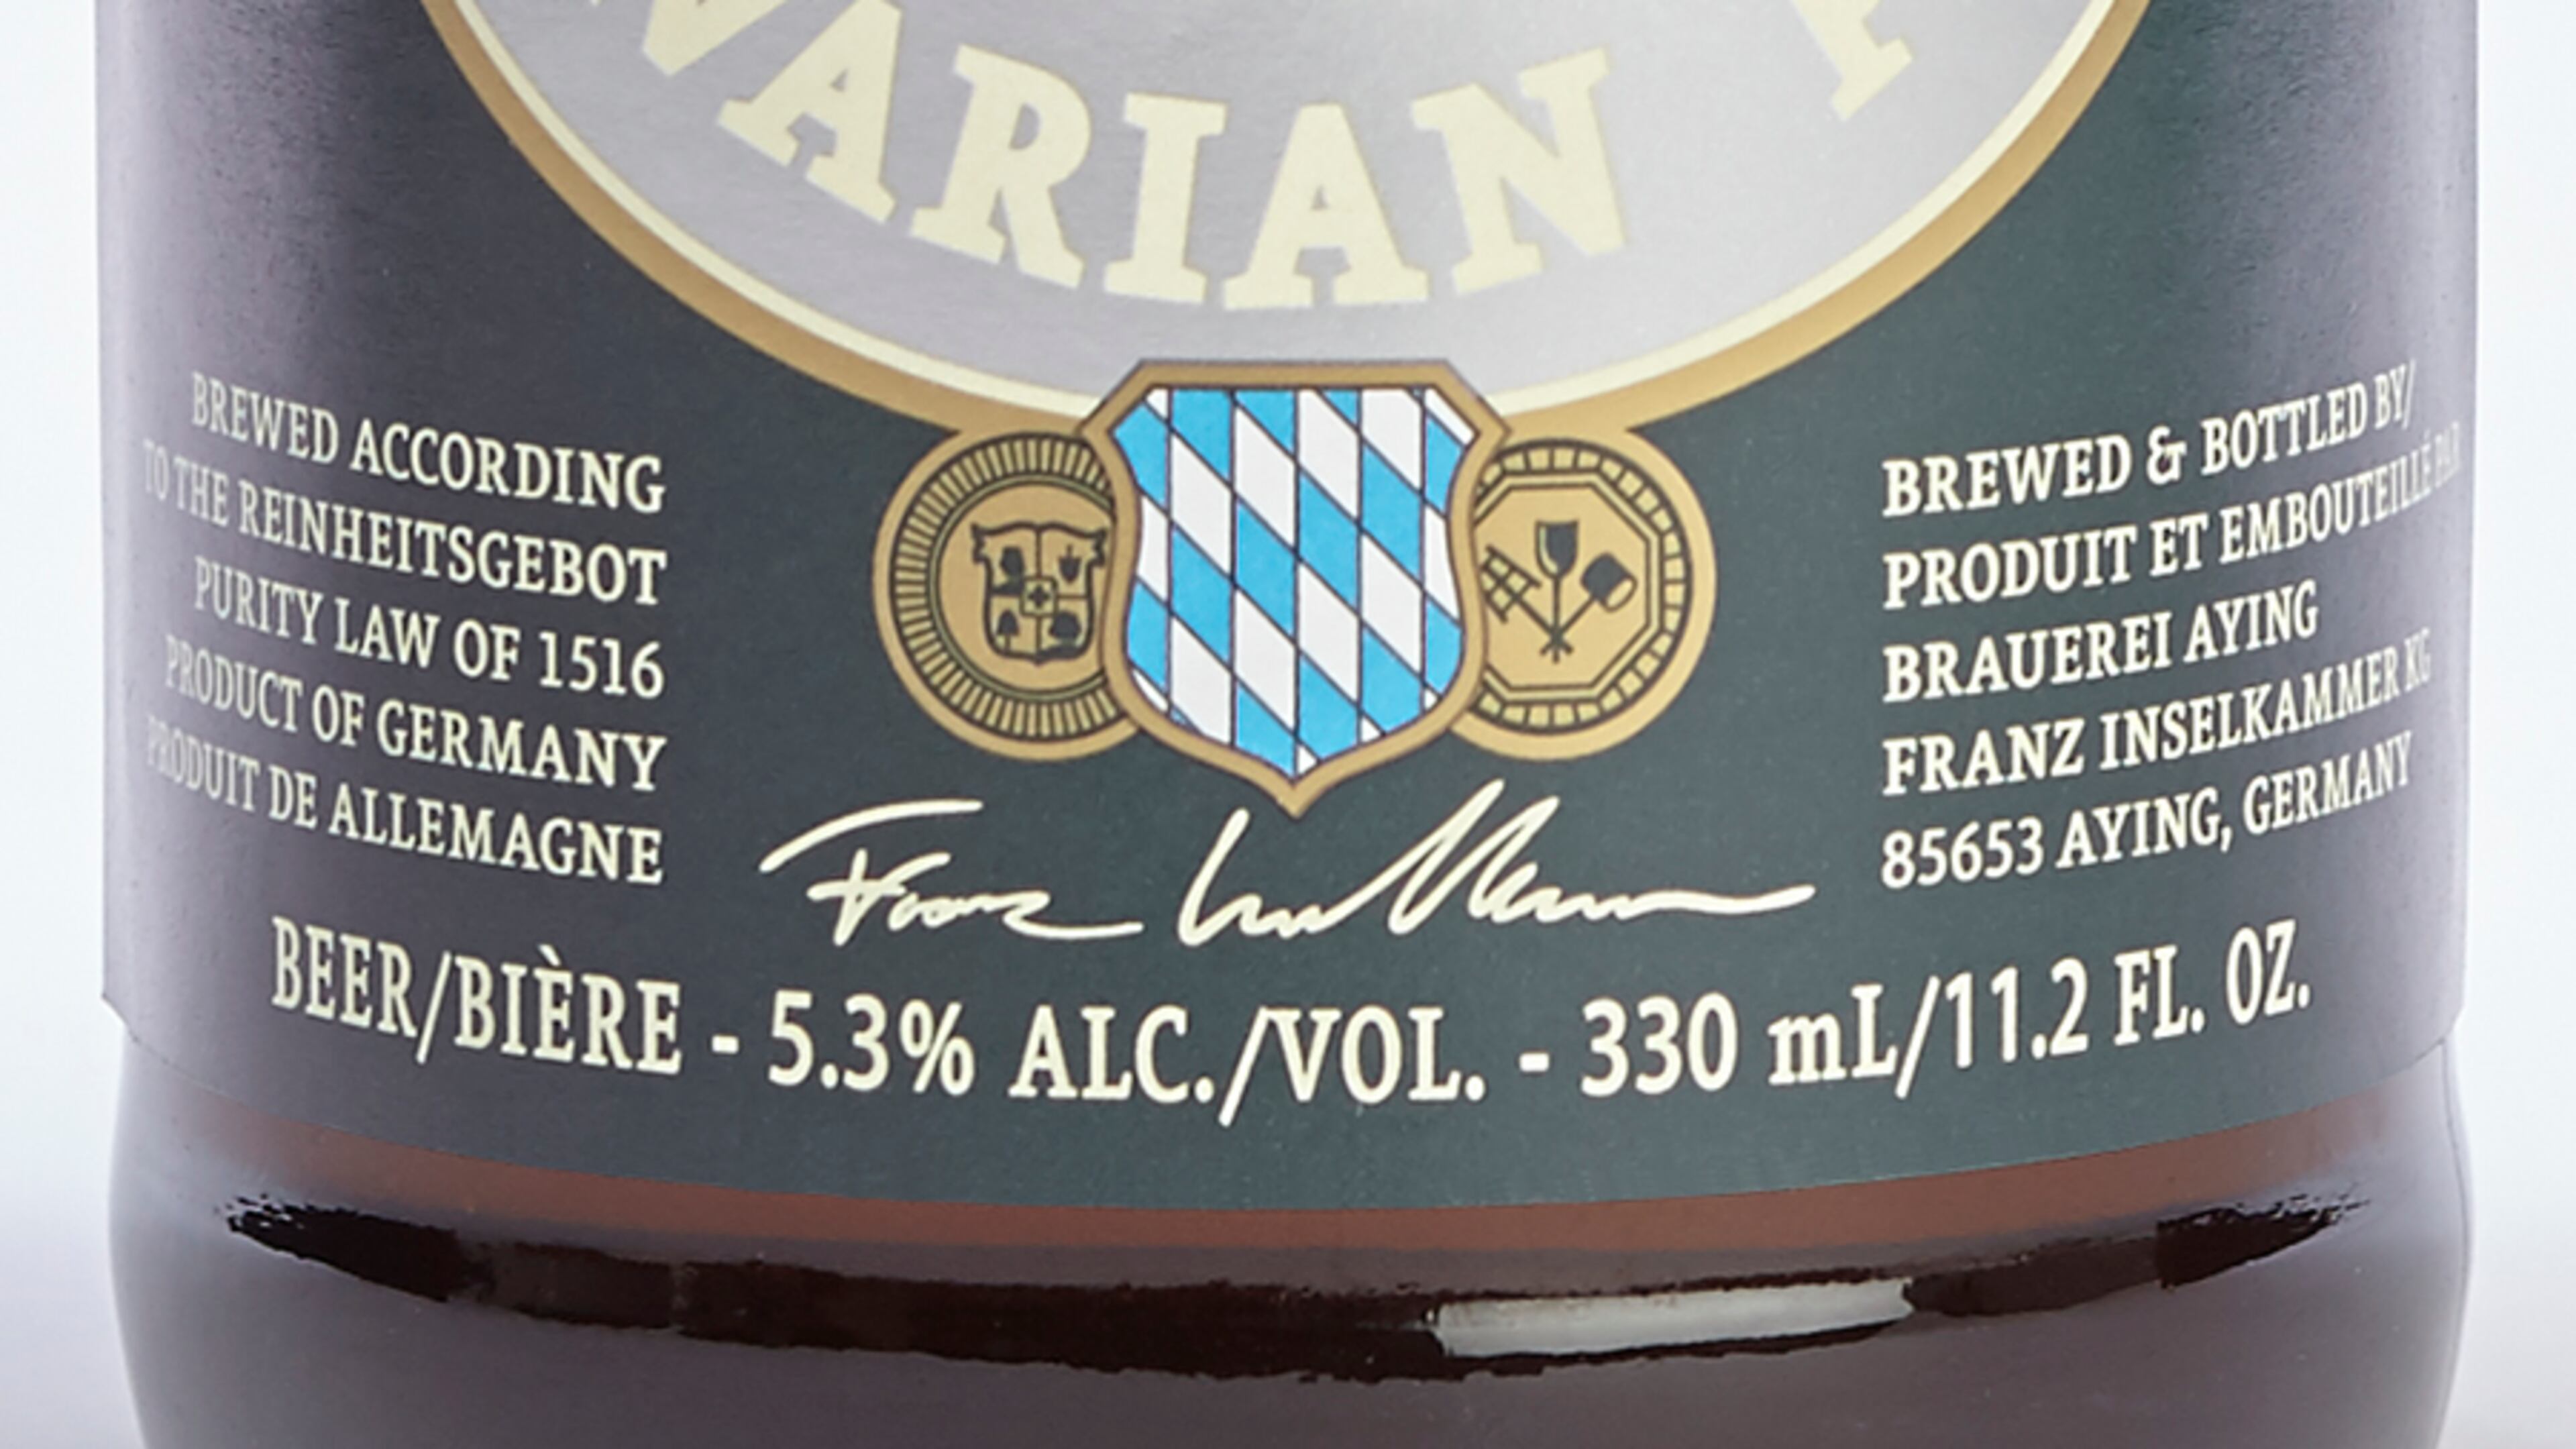 VARIAN P
BREWED ACCORDING
TO THE REINHEITSGEBOT
PURITY LAW OF 1516
PRODUCT OF GERMANY
PRODUIT DE ALLEMAGNE
BREWED & BOTTLED BY/
PRODUIT ET EMBOUTEILLÉ PAR
BRAUEREI AYING
FRANZ INSELKAMMER KG
85653 AYING, GERMANY
Franz Inselkammer
BEER/BIÈRE - 5.3% ALC./VOL. - 330 mL/11.2 FL. OZ.